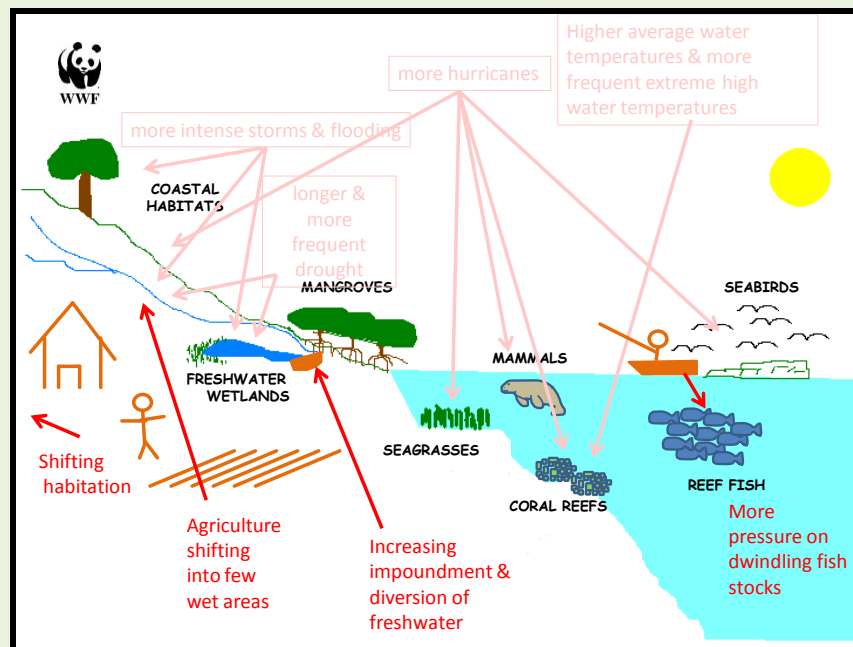 WWF
Higher average water
temperatures & more
frequent extreme high
water temperatures
more hurricanes
more intense storms & flooding
COASTAL
HABITATS
longer &
more
frequent
drought
MANGROVES
SEABIRDS
MAMMALS
FRESHWATER
WETLANDS
SEAGRASSES
CORAL REEFS
REEF FISH
Shifting
habitation
Agriculture
shifting
into few
wet areas
Increasing
impoundment &
diversion of
freshwater
More
pressure on
dwindling fish
stocks